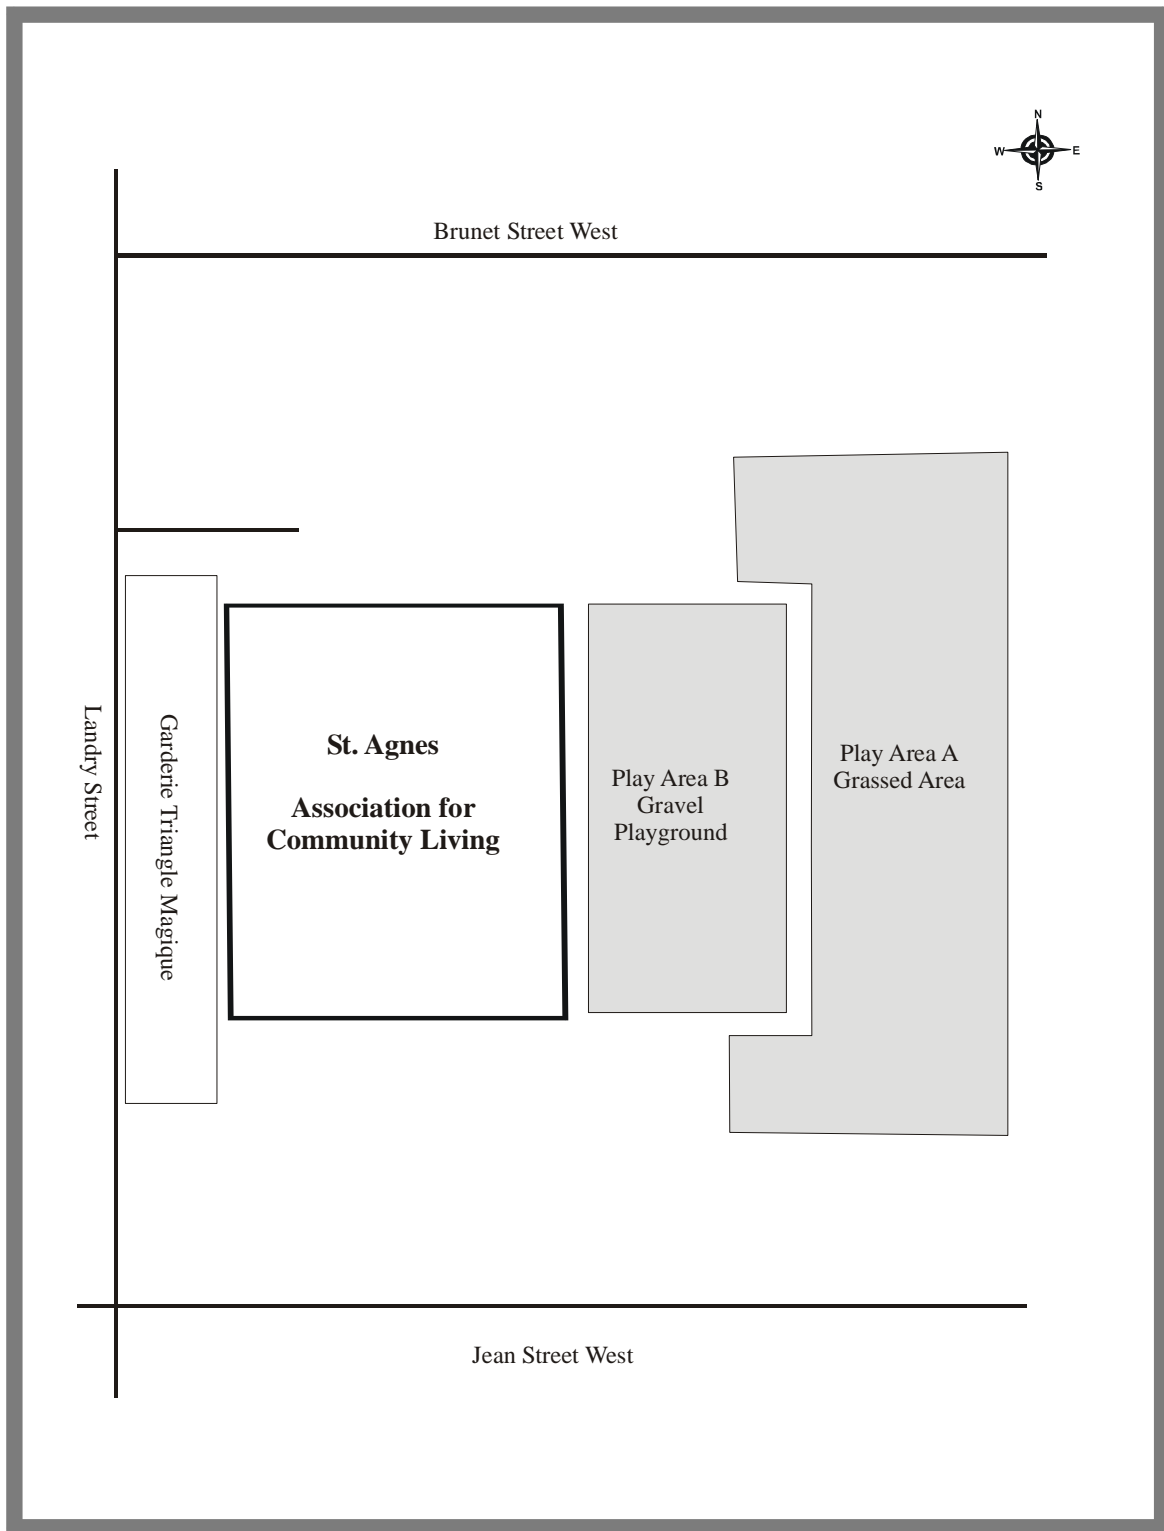 N
W E
S
Brunet Street West
Landry Street
Garderie Triangle Magique
St. Agnes
Association for
Community Living
Play Area B
Gravel
Playground
Play Area A
Grassed Area
Jean Street West